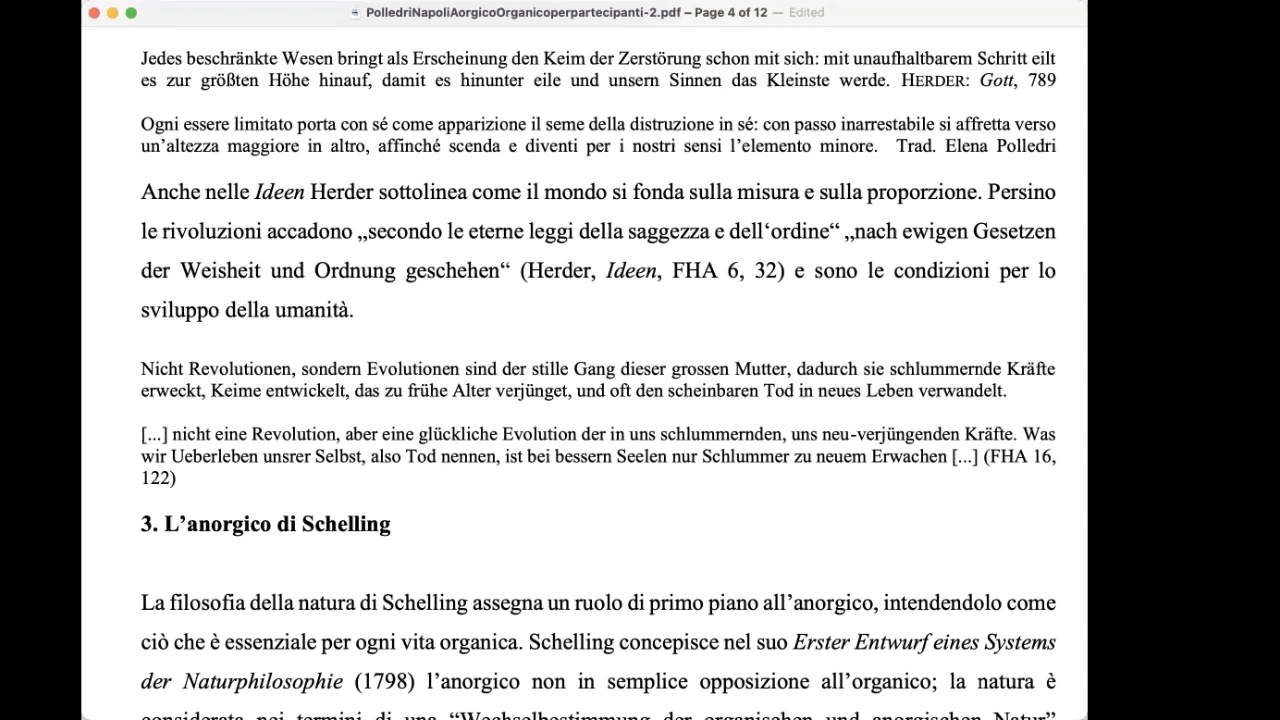 PolledriNapoliAorgicoOrganicoperpartecipanti-2.pdf – Page 4 of 12 — Edited
Jedes beschränkte Wesen bringt als Erscheinung den Keim der Zerstörung schon mit sich: mit unaufhaltbarem Schritt eilt
es zur größten Höhe hinauf, damit es hinunter eile und unsern Sinnen das Kleinste werde. HERDER: Gott, 789
Ogni essere limitato porta con sé come apparizione il seme della distruzione in sé: con passo inarrestabile si affretta verso
un’altezza maggiore in altro, affinché scenda e diventi per i nostri sensi l’elemento minore. Trad. Elena Polledri
Anche nelle Ideen Herder sottolinea come il mondo si fonda sulla misura e sulla proporzione. Persino
le rivoluzioni accadono „secondo le eterne leggi della saggezza e dell‘ordine“ „nach ewigen Gesetzen
der Weisheit und Ordnung geschehen“ (Herder, Ideen, FHA 6, 32) e sono le condizioni per lo
sviluppo della umanità.
Nicht Revolutionen, sondern Evolutionen sind der stille Gang dieser grossen Mutter, dadurch sie schlummernde Kräfte
erweckt, Keime entwickelt, das zu frühe Alter verjünget, und oft den scheinbaren Tod in neues Leben verwandelt.
[...] nicht eine Revolution, aber eine glückliche Evolution der in uns schlummernden, uns neu-verjüngenden Kräfte. Was
wir Ueberleben unsrer Selbst, also Tod nennen, ist bei bessern Seelen nur Schlummer zu neuem Erwachen [...] (FHA 16,
122)
3. L’anorgico di Schelling
La filosofia della natura di Schelling assegna un ruolo di primo piano all’anorgico, intendendolo come
ciò che è essenziale per ogni vita organica. Schelling concepisce nel suo Erster Entwurf eines Systems
der Naturphilosophie (1798) l’anorgico non in semplice opposizione all’organico; la natura è
considerata nei termini di una “Wechselbestimmung der organischen und anorgischen Natur”